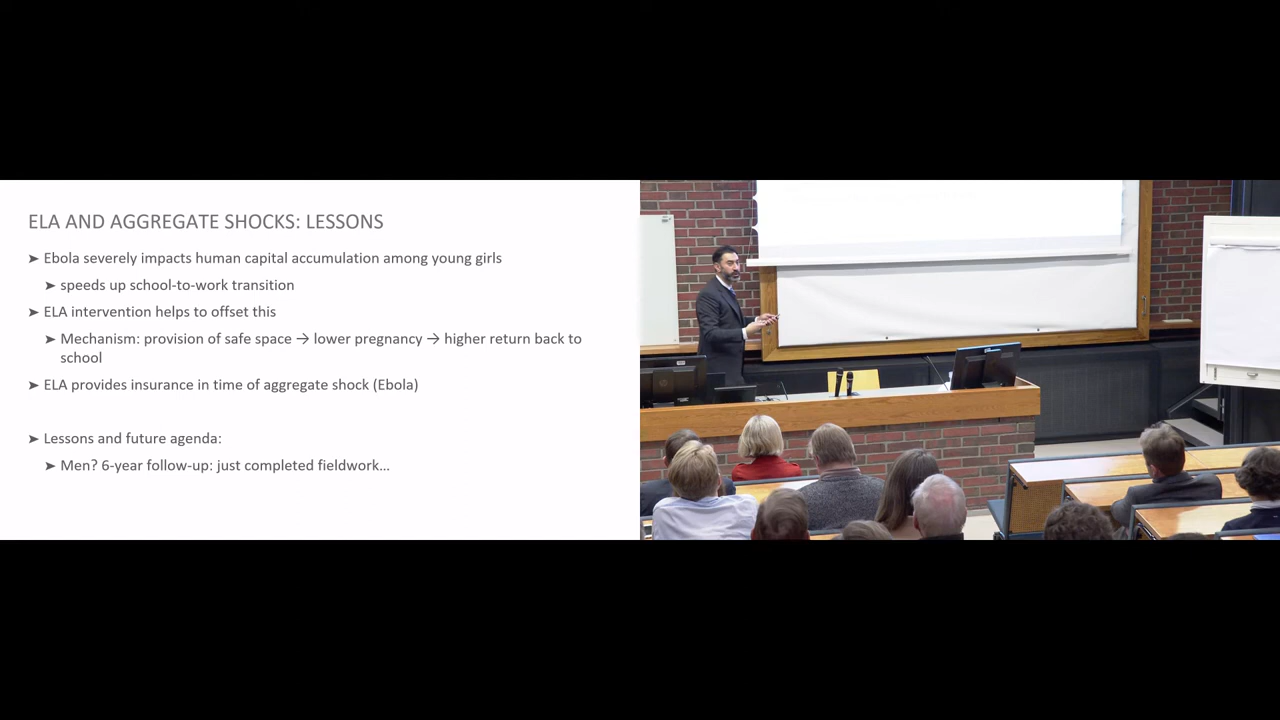 ELA AND AGGREGATE SHOCKS: LESSONS
➤ Ebola severely impacts human capital accumulation among young girls
➤ speeds up school-to-work transition
➤ ELA intervention helps to offset this
➤ Mechanism: provision of safe space → lower pregnancy → higher return back to
school
➤ ELA provides insurance in time of aggregate shock (Ebola)
➤ Lessons and future agenda:
➤ Men? 6-year follow-up: just completed fieldwork…